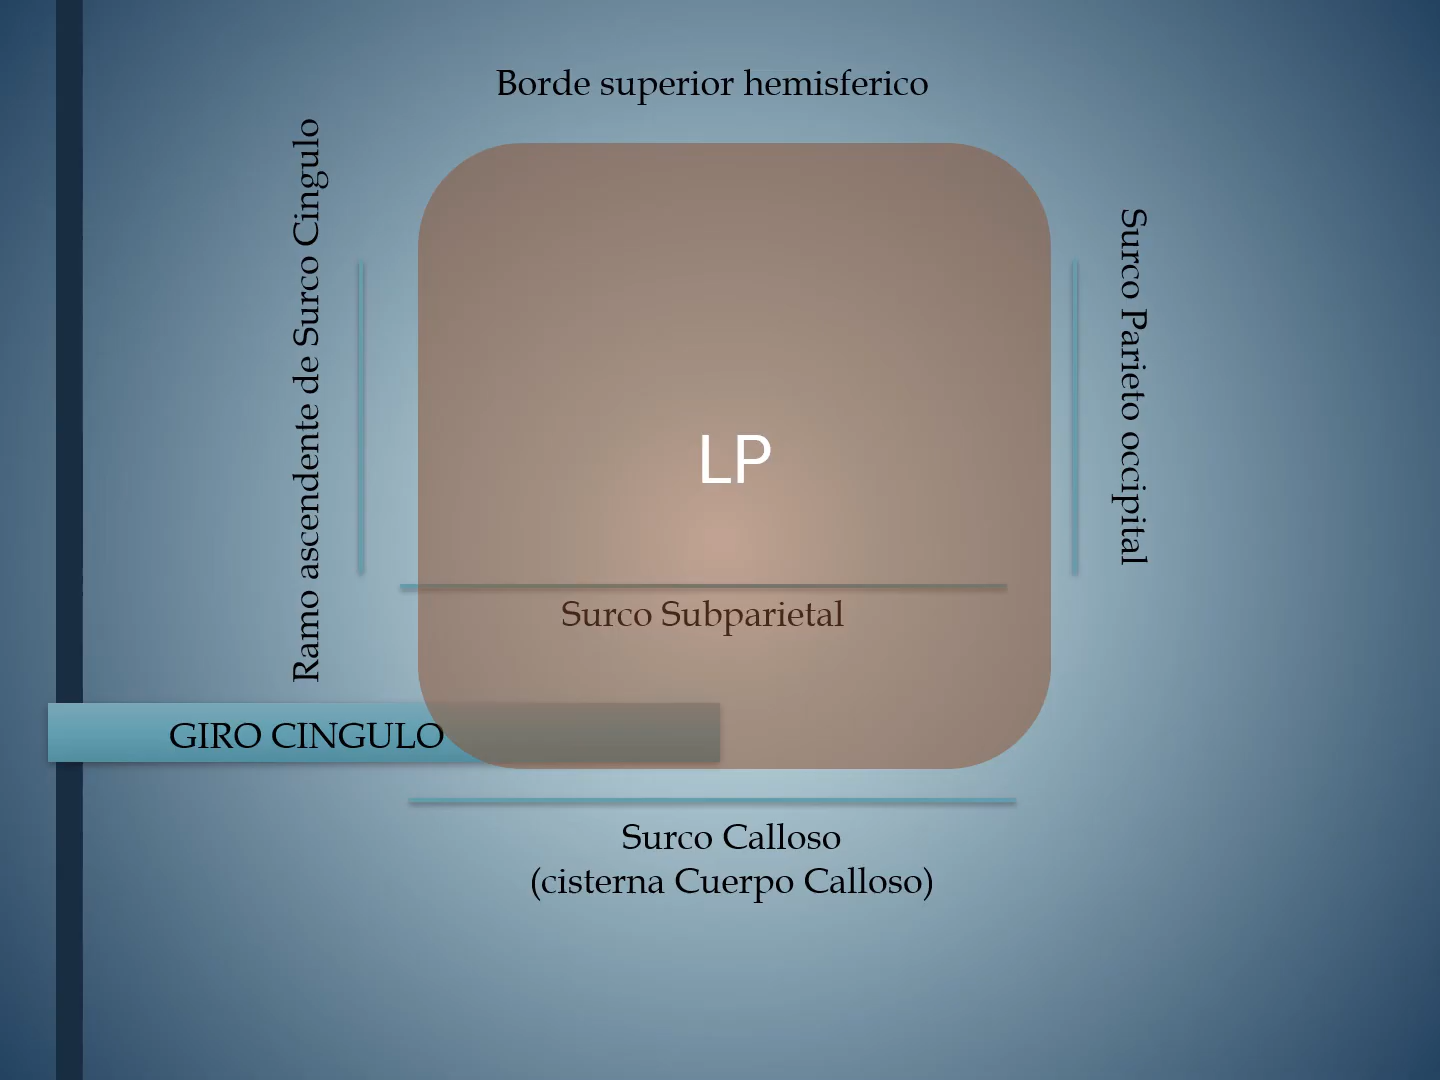 Borde superior hemisferico
Ramo ascendente de Surco Cingulo
Surco Parieto occipital
LP
Surco Subparietal
GIRO CINGULO
Surco Calloso
(cisterna Cuerpo Calloso)